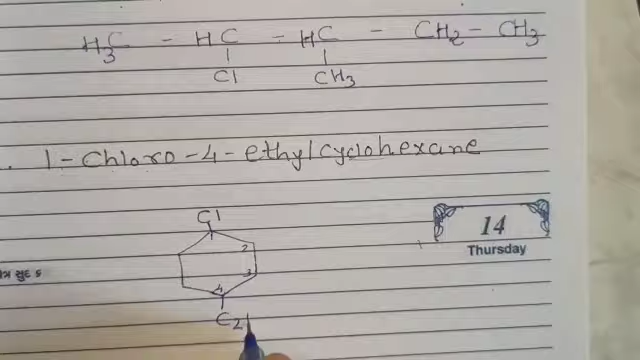 H3C - HC - HC - CH2 - CH3
Cl CH3
. 1-Chloro-4-ethylcyclohexane
Cl
1
2
3
4
C2
14
Thursday
સુદ ૬